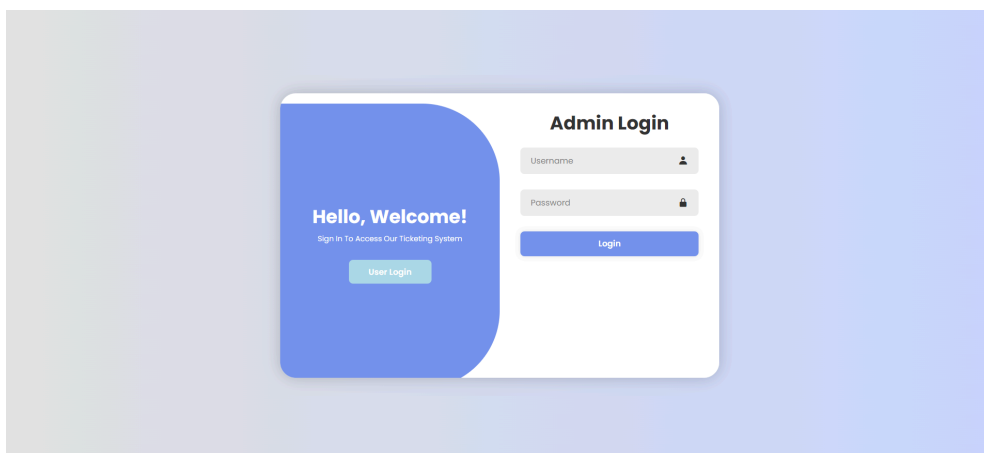 Hello, Welcome!
Sign In To Access Our Ticketing System
User Login
Admin Login
Username
Password
Login